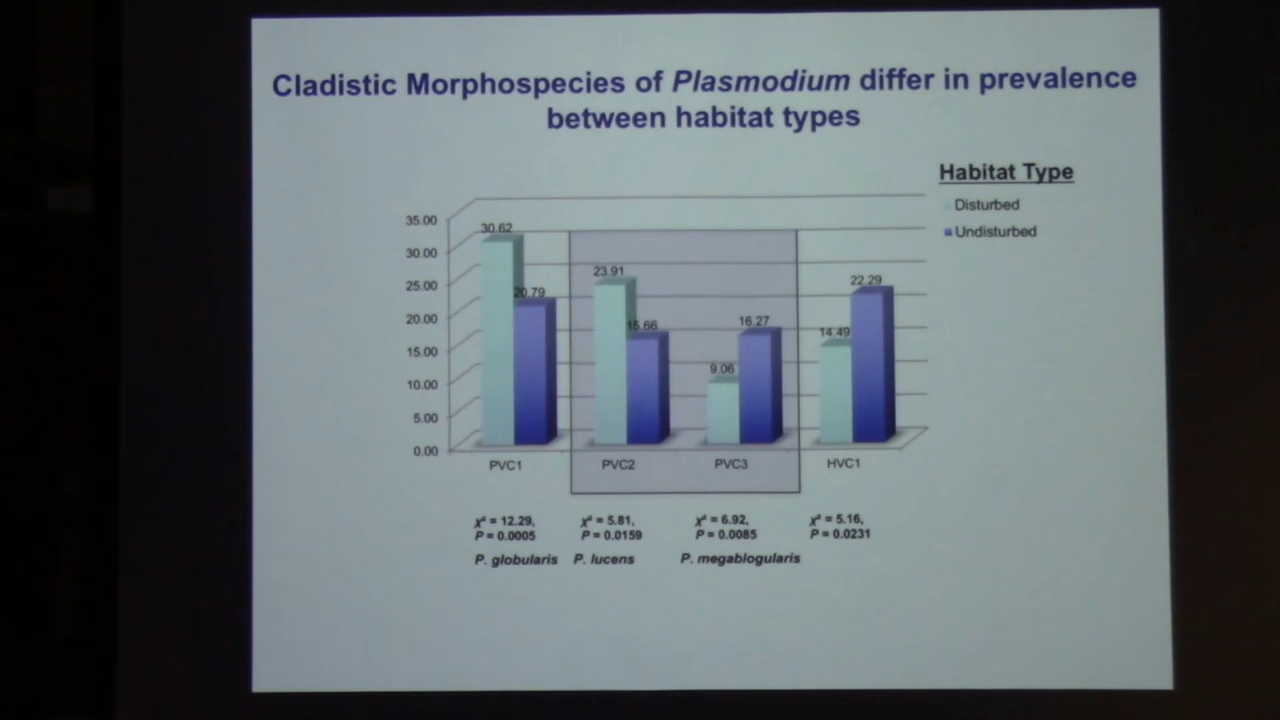 Cladistic Morphospecies of Plasmodium differ in prevalence
between habitat types
Habitat Type
Disturbed
Undisturbed
35.00
30.00
25.00
20.00
15.00
10.00
5.00
0.00
30.62
20.79
23.91
15.66
9.06
16.27
14.49
22.29
PVC1
PVC2
PVC3
HVC1
χ² = 12.29,
P = 0.0005
χ² = 5.81,
P = 0.0159
χ² = 6.92,
P = 0.0085
χ² = 5.16,
P = 0.0231
P. globularis
P. lucens
P. megablogularis